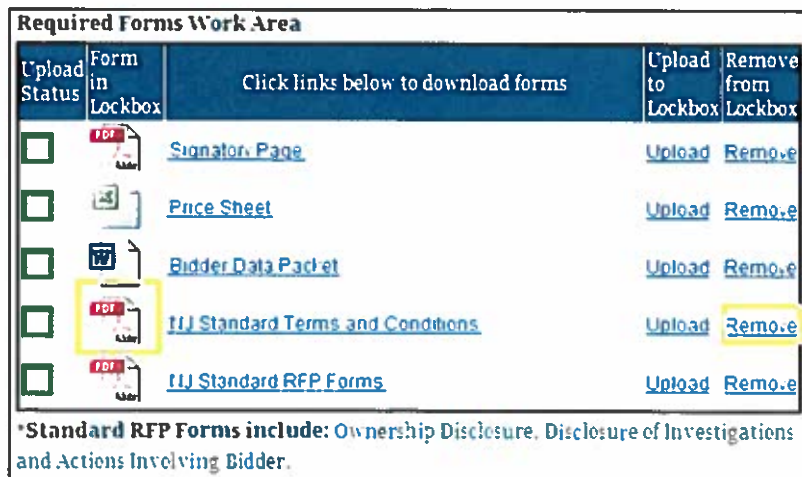 Required Forms Work Area
Upload Status
Form in Lockbox
Click links below to download forms
Upload to Lockbox
Remove from Lockbox
PDF Signatory Page Upload Remove
Price Sheet Upload Remove
W Bidder Data Packet Upload Remove
PDF NJ Standard Terms and Conditions Upload Remove
PDF NJ Standard RFP Forms Upload Remove
*Standard RFP Forms include: Ownership Disclosure, Disclosure of Investigations
and Actions Involving Bidder.